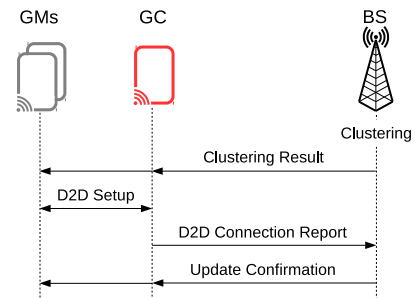 GMs GC BS
Clustering
Clustering Result
D2D Setup
D2D Connection Report
Update Confirmation